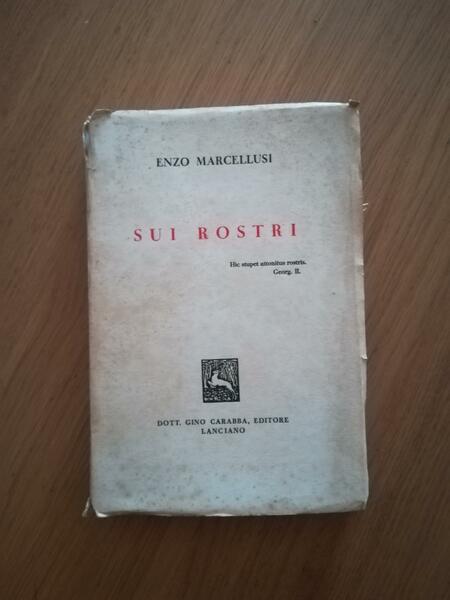 ENZO MARCELLUSI
SUI ROSTRI
Hic stupet attonitus rostris.
Georg. II.
DOTT. GINO CARABBA, EDITORE
LANCIANO